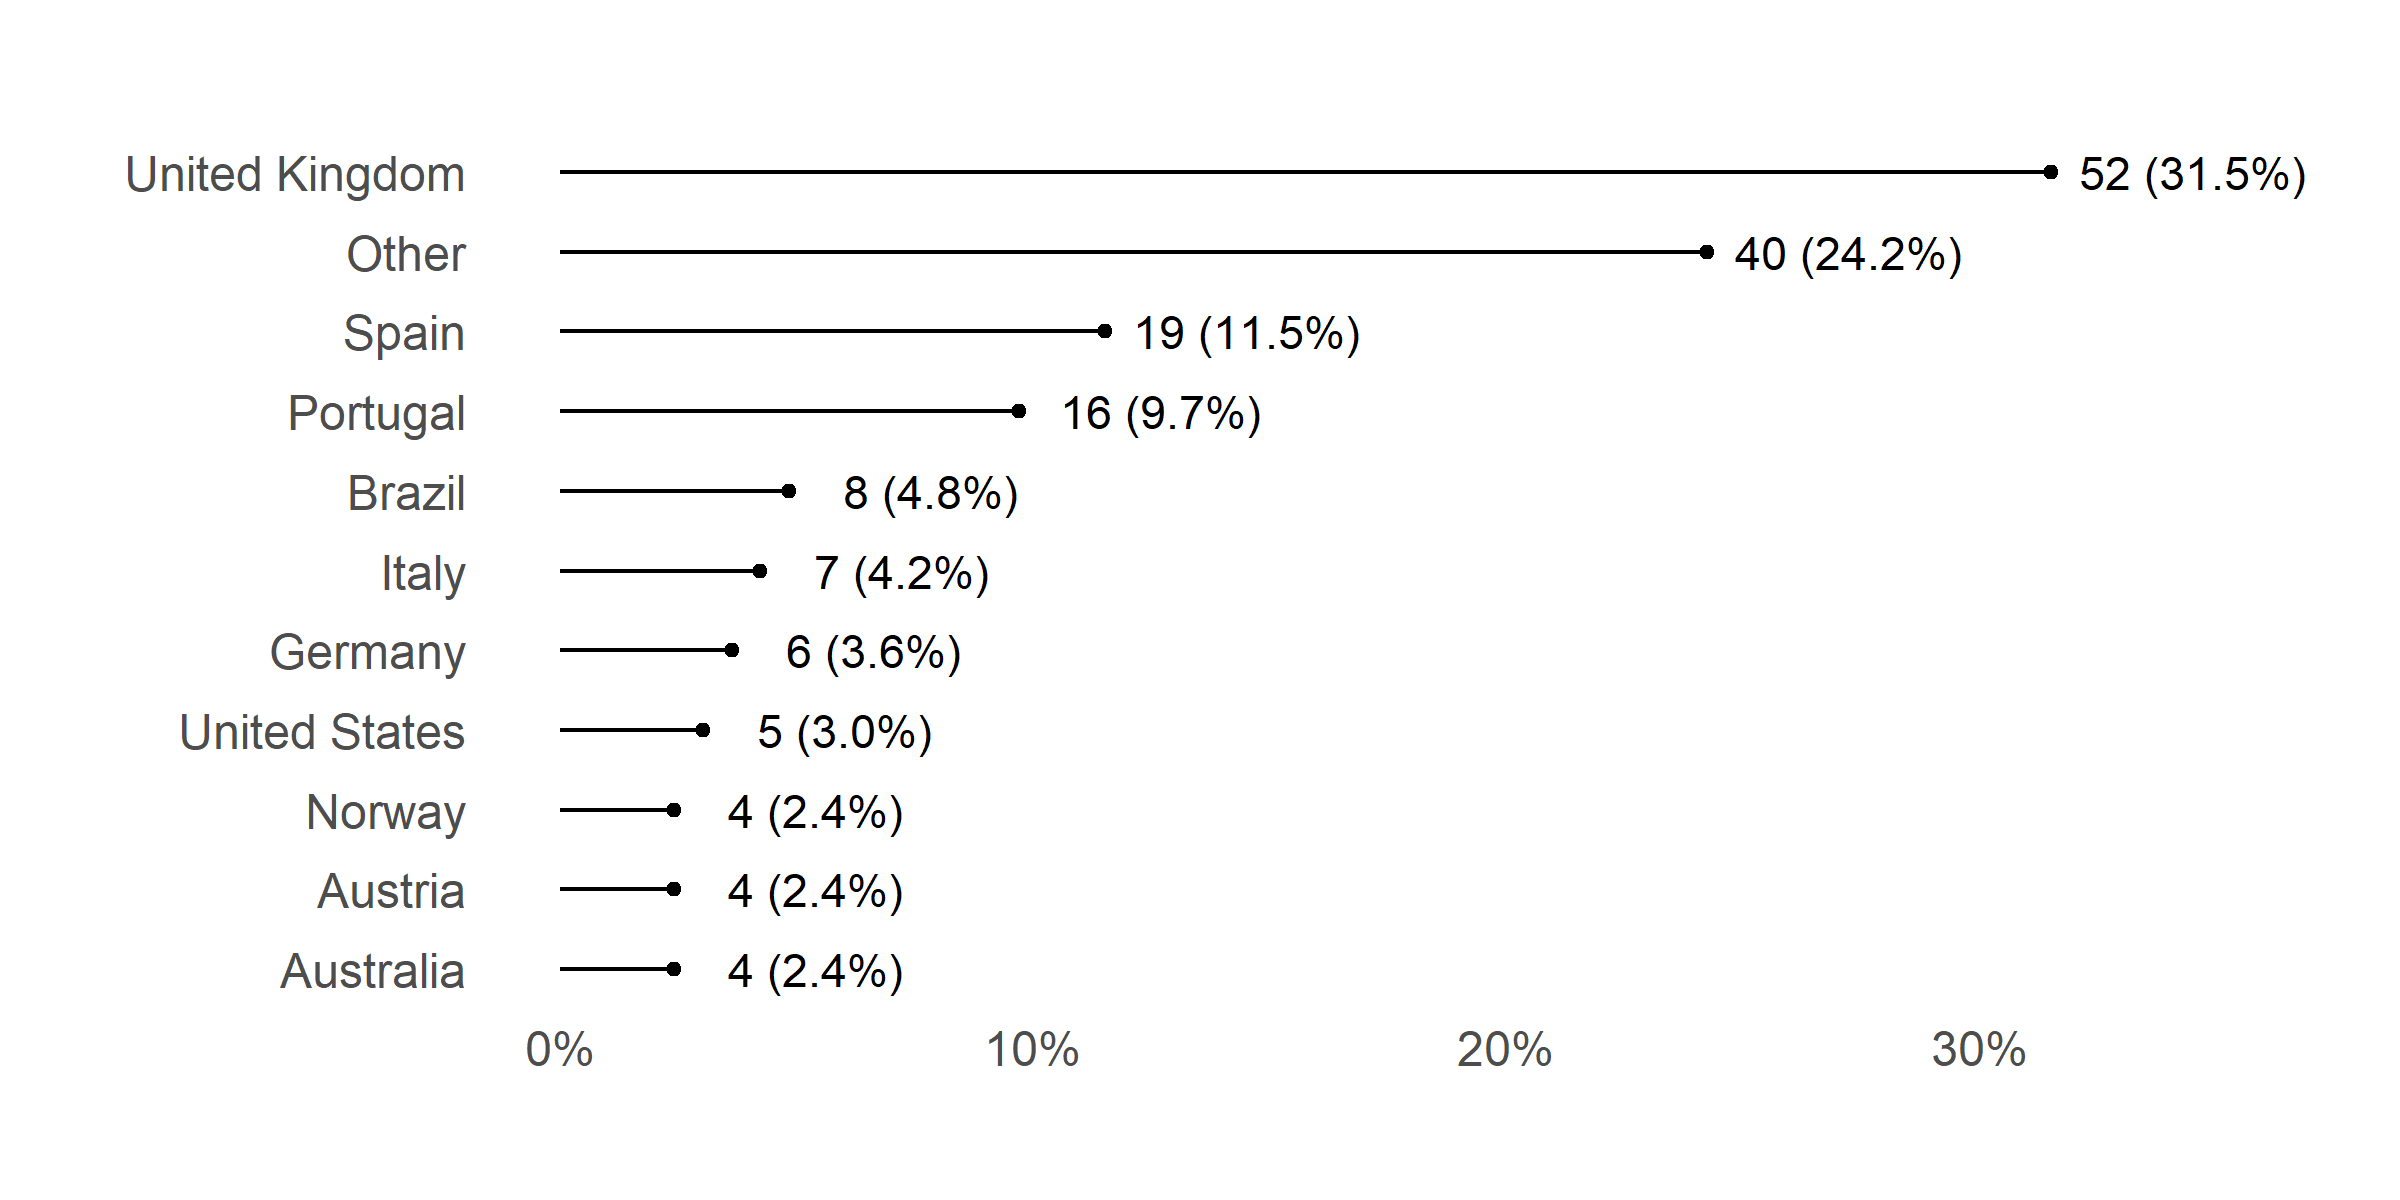 United Kingdom 52 (31.5%)
Other 40 (24.2%)
Spain 19 (11.5%)
Portugal 16 (9.7%)
Brazil 8 (4.8%)
Italy 7 (4.2%)
Germany 6 (3.6%)
United States 5 (3.0%)
Norway 4 (2.4%)
Austria 4 (2.4%)
Australia 4 (2.4%)
0% 10% 20% 30%